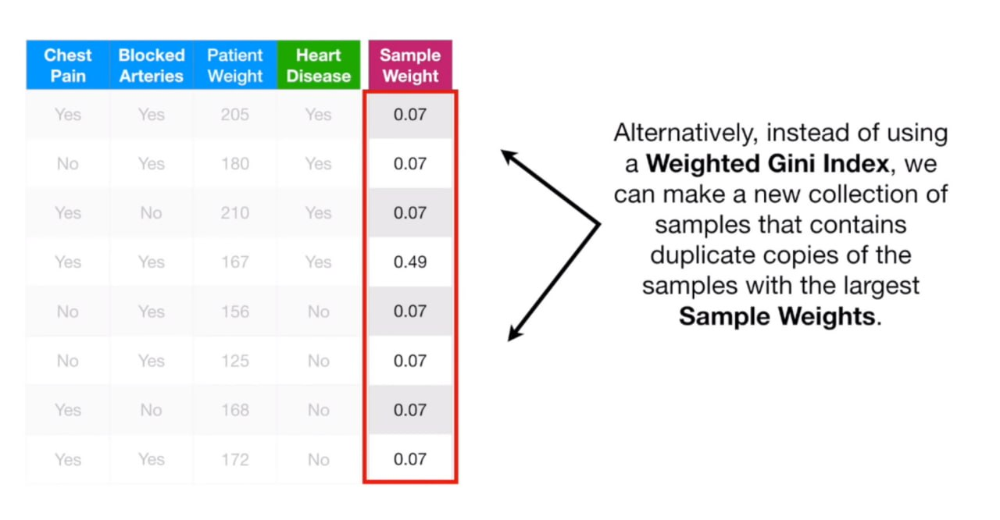 Chest Pain Blocked Arteries Patient Weight Heart Disease Sample Weight
Yes Yes 205 Yes 0.07
No Yes 180 Yes 0.07
Yes No 210 Yes 0.07
Yes Yes 167 Yes 0.49
No Yes 156 No 0.07
No Yes 125 No 0.07
Yes No 168 No 0.07
Yes Yes 172 No 0.07
Alternatively, instead of using
a Weighted Gini Index, we
can make a new collection of
samples that contains
duplicate copies of the
samples with the largest
Sample Weights.